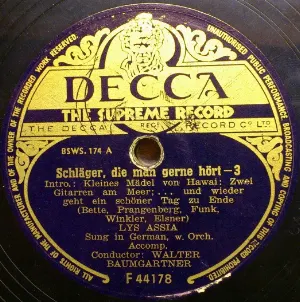 ALL RIGHTS OF THE MANUFACTURER AND OF THE OWNER OF THE RECORDED WORK RESERVED.
UNAUTHORISED PUBLIC PERFORMANCE, BROADCASTING AND COPYING OF THIS RECORD PROHIBITED
DECCA
THE SUPREME RECORD
THE DECCA RECORD CO. LTD.
BSWS. 174 A
Schläger, die man gerne hört – 3
Intro.: Kleines Mädel von Hawai: Zwei
Gitarren am Meer;... und wieder
geht ein schöner Tag zu Ende
(Bette, Prangenberg, Funk,
Winkler, Elsner)
LYS ASSIA
Sung in German, w. Orch.
Accomp.
Conductor: WALTER
BAUMGARTNER
F 44178